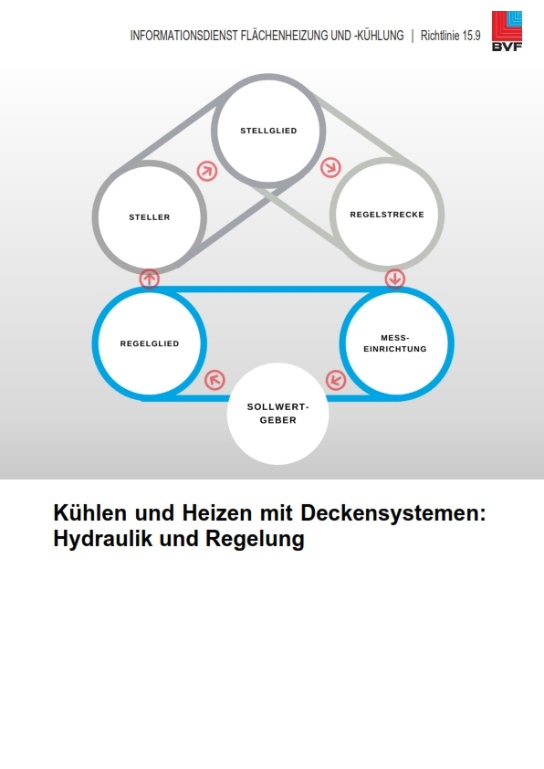 INFORMATIONSDIENST FLÄCHENHEIZUNG UND -KÜHLUNG | Richtlinie 15.9
BVF
STELLGLIED
STELLER
REGELSTRECKE
REGELGLIED
MESS-
EINRICHTUNG
SOLLWERT-
GEBER
Kühlen und Heizen mit Deckensystemen:
Hydraulik und Regelung